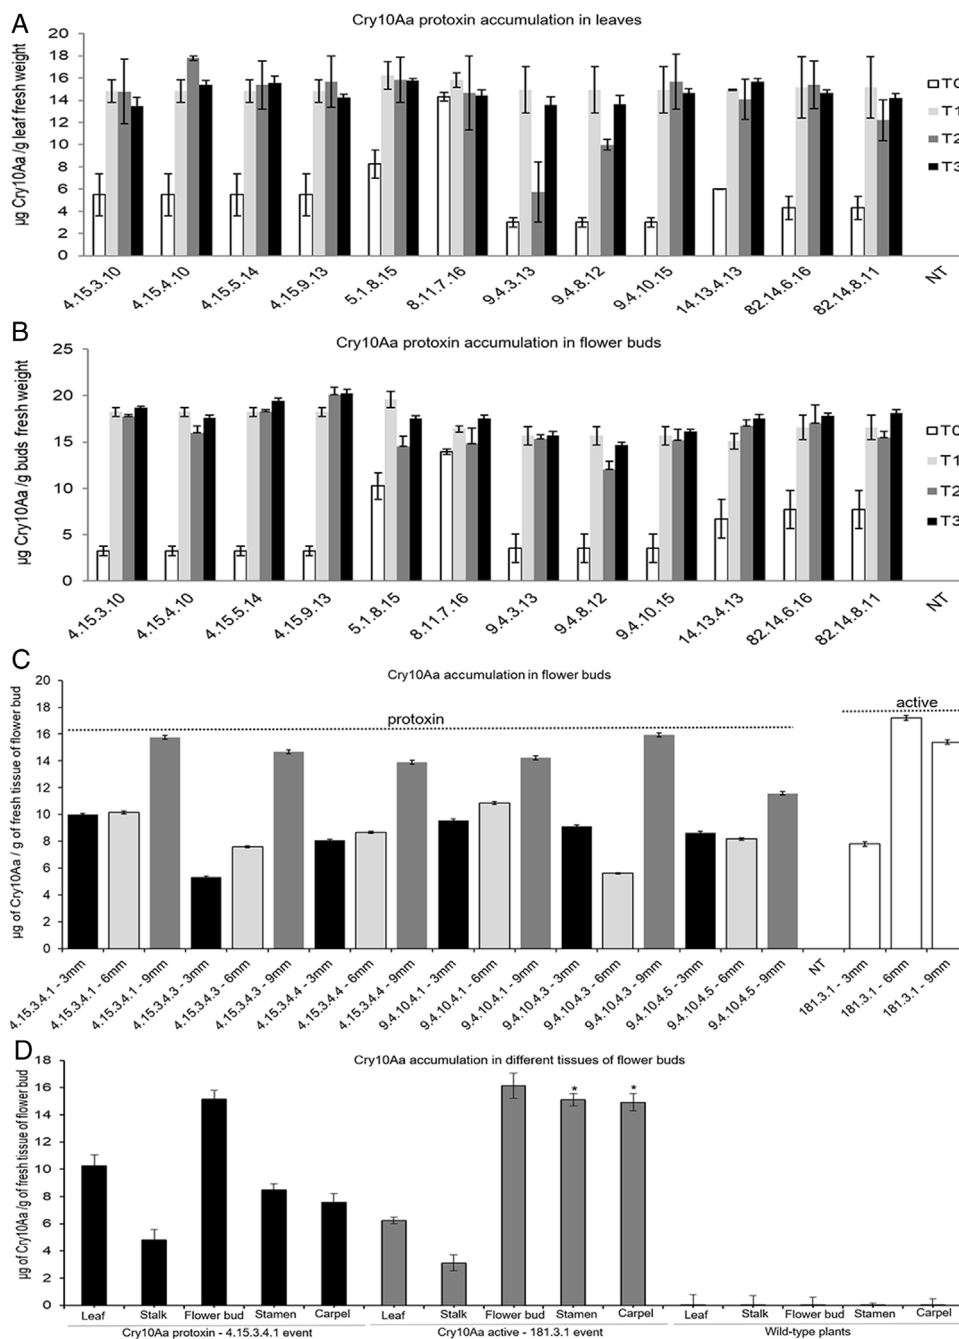 A
Cry10Aa protoxin accumulation in leaves
µg Cry10Aa /g leaf fresh weight
20
18
16
14
12
10
8
6
4
2
0
T0
T1
T2
T3
4.15.3.10
4.15.4.10
4.15.5.14
4.15.9.13
5.1.8.15
8.11.7.16
9.4.3.13
9.4.8.12
9.4.10.15
14.13.4.13
82.14.6.16
82.14.8.11
NT
B
Cry10Aa protoxin accumulation in flower buds
µg Cry10Aa /g buds fresh weight
25
20
15
10
5
0
T0
T1
T2
T3
4.15.3.10
4.15.4.10
4.15.5.14
4.15.9.13
5.1.8.15
8.11.7.16
9.4.3.13
9.4.8.12
9.4.10.15
14.13.4.13
82.14.6.16
82.14.8.11
NT
C
Cry10Aa accumulation in flower buds
µg of Cry10Aa / g of fresh tissue of flower bud
20
18
16
14
12
10
8
6
4
2
0
protoxin
active
4.15.3.4.1 - 3mm
4.15.3.4.1 - 6mm
4.15.3.4.1 - 9mm
4.15.3.4.3 - 3mm
4.15.3.4.3 - 6mm
4.15.3.4.3 - 9mm
4.15.3.4.4 - 3mm
4.15.3.4.4 - 6mm
4.15.3.4.4 - 9mm
9.4.10.4.1 - 3mm
9.4.10.4.1 - 6mm
9.4.10.4.1 - 9mm
9.4.10.4.3 - 3mm
9.4.10.4.3 - 6mm
9.4.10.4.3 - 9mm
9.4.10.4.5 - 3mm
9.4.10.4.5 - 6mm
9.4.10.4.5 - 9mm
NT
181.3.1 - 3mm
181.3.1 - 6mm
181.3.1 - 9mm
D
Cry10Aa accumulation in different tissues of flower buds
µg of Cry10Aa /g of fresh tissue of flower bud
18
16
14
12
10
8
6
4
2
0
* *
Leaf Stalk Flower bud Stamen Carpel Leaf Stalk Flower bud Stamen Carpel Leaf Stalk Flower bud Stamen Carpel
Cry10Aa protoxin - 4.15.3.4.1 event Cry10Aa active - 181.3.1 event Wild-type plants